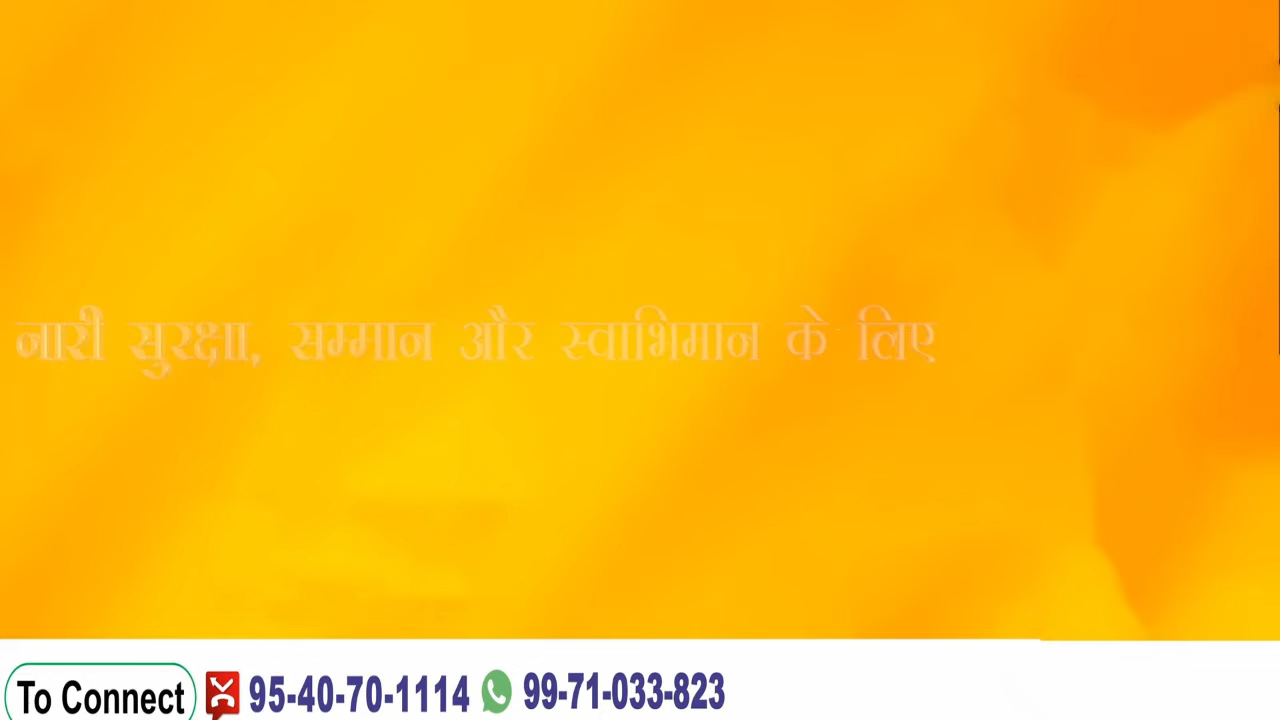 नारी सुरक्षा, सम्मान और स्वाभिमान के लिए
To Connect 95-40-70-1114 99-71-033-823